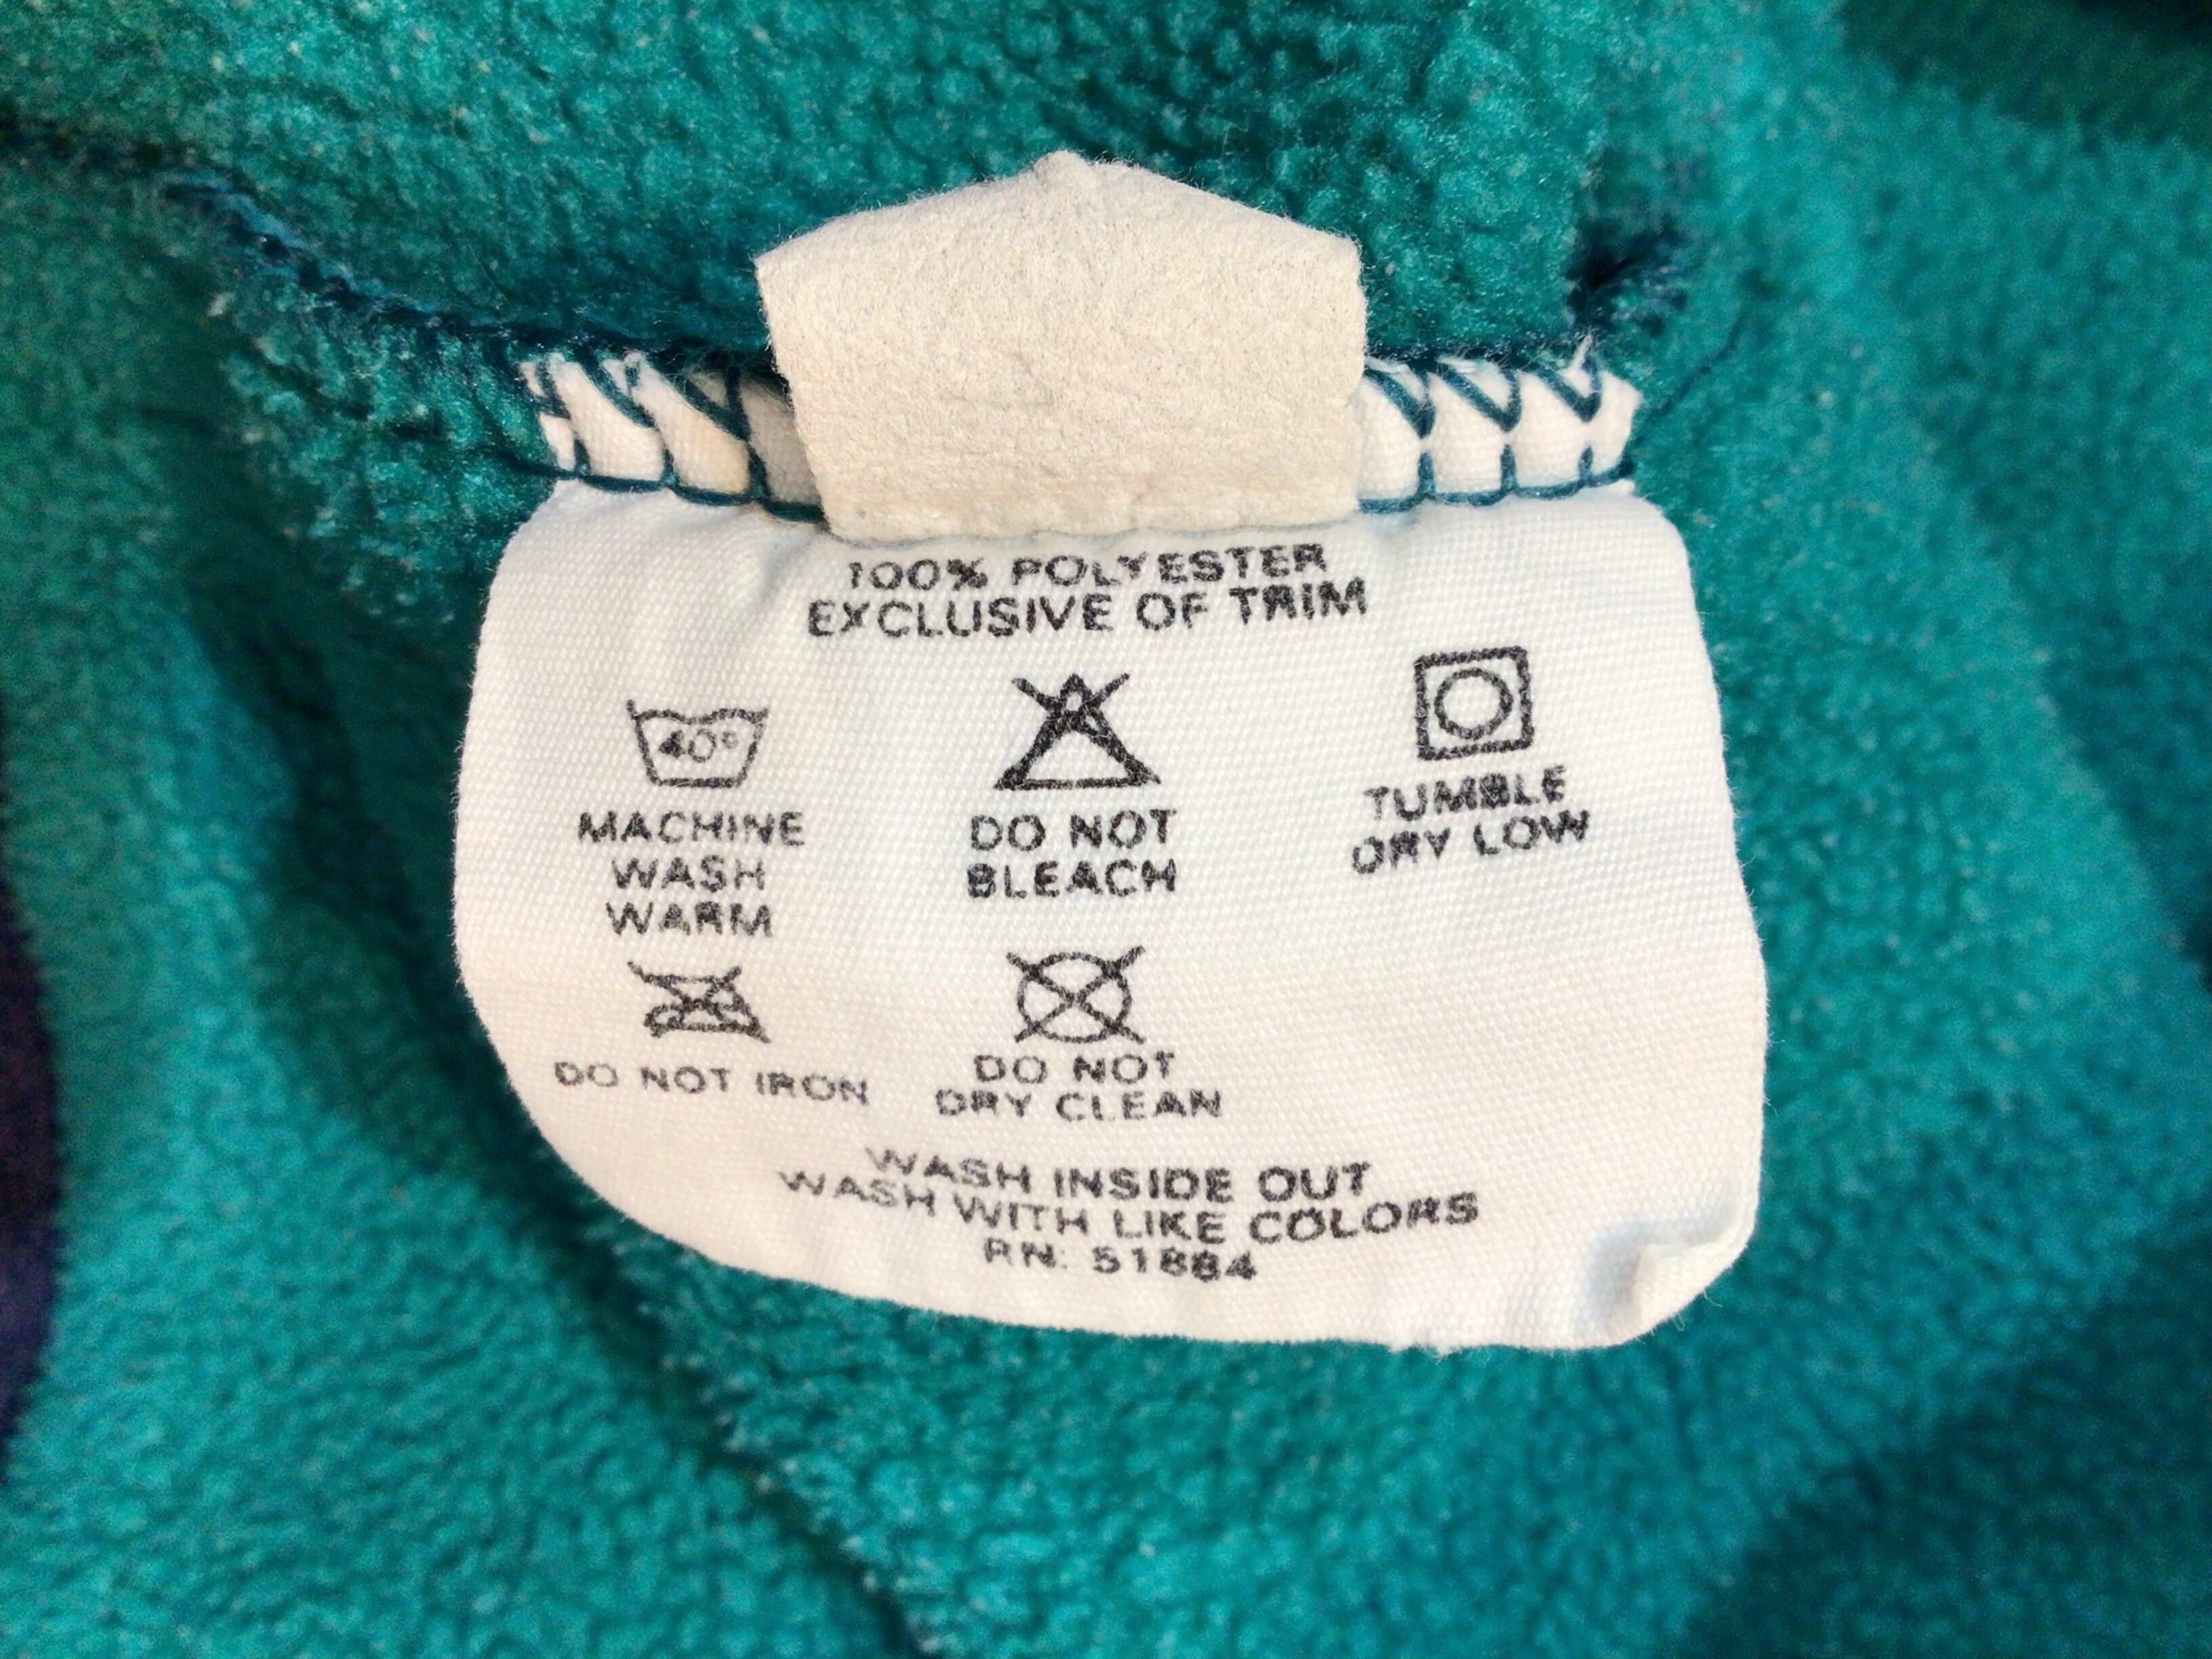 100% POLYESTER
EXCLUSIVE OF TRIM
40°
MACHINE
WASH
WARM
DO NOT
BLEACH
TUMBLE
DRY LOW
DO NOT IRON
DO NOT
DRY CLEAN
WASH INSIDE OUT
WASH WITH LIKE COLORS
RN: 51884